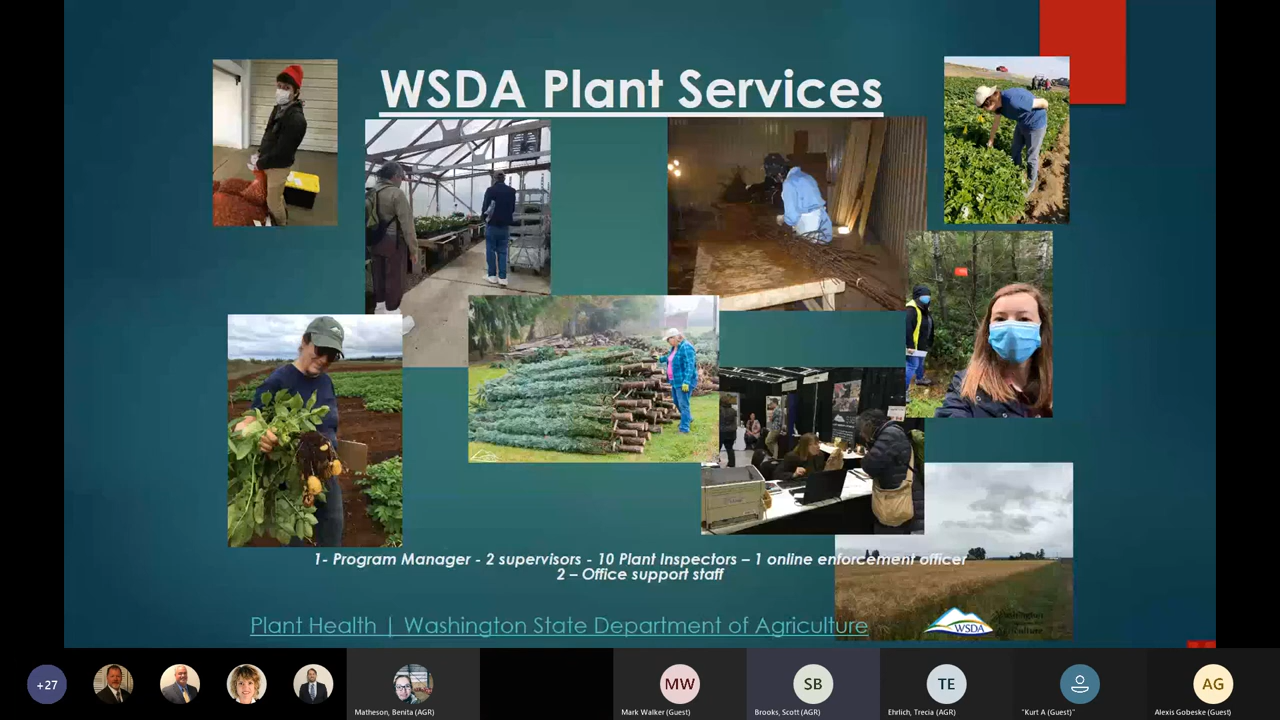 WSDA Plant Services
1- Program Manager - 2 supervisors - 10 Plant Inspectors – 1 online enforcement officer
2 – Office support staff
Plant Health | Washington State Department of Agriculture
WSDA
Washington
Agriculture
+27
MW
SB
TE
AG
Matheson, Benita (AGR)
Mark Walker (Guest)
Brooks, Scott (AGR)
Ehrlich, Trecia (AGR)
"Kurt A (Guest)"
Alexis Gobeske (Guest)